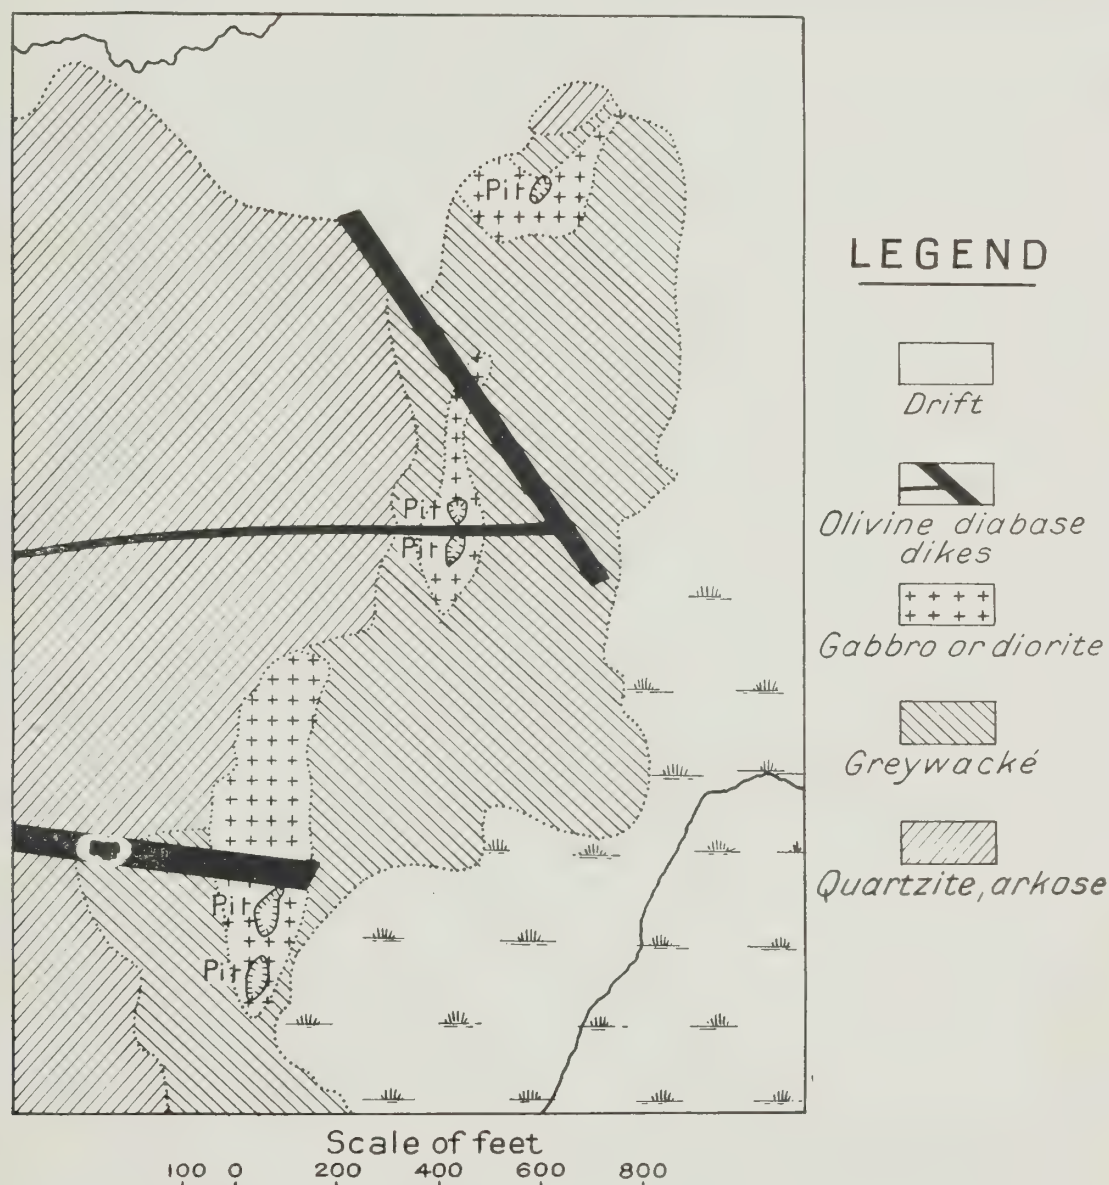 Pit
Pit
Pit
Pit
Pit
LEGEND
Drift
Olivine diabase
dikes
Gabbro or diorite
Greywacké
Quartzite, arkose
Scale of feet
100 0 200 400 600 800